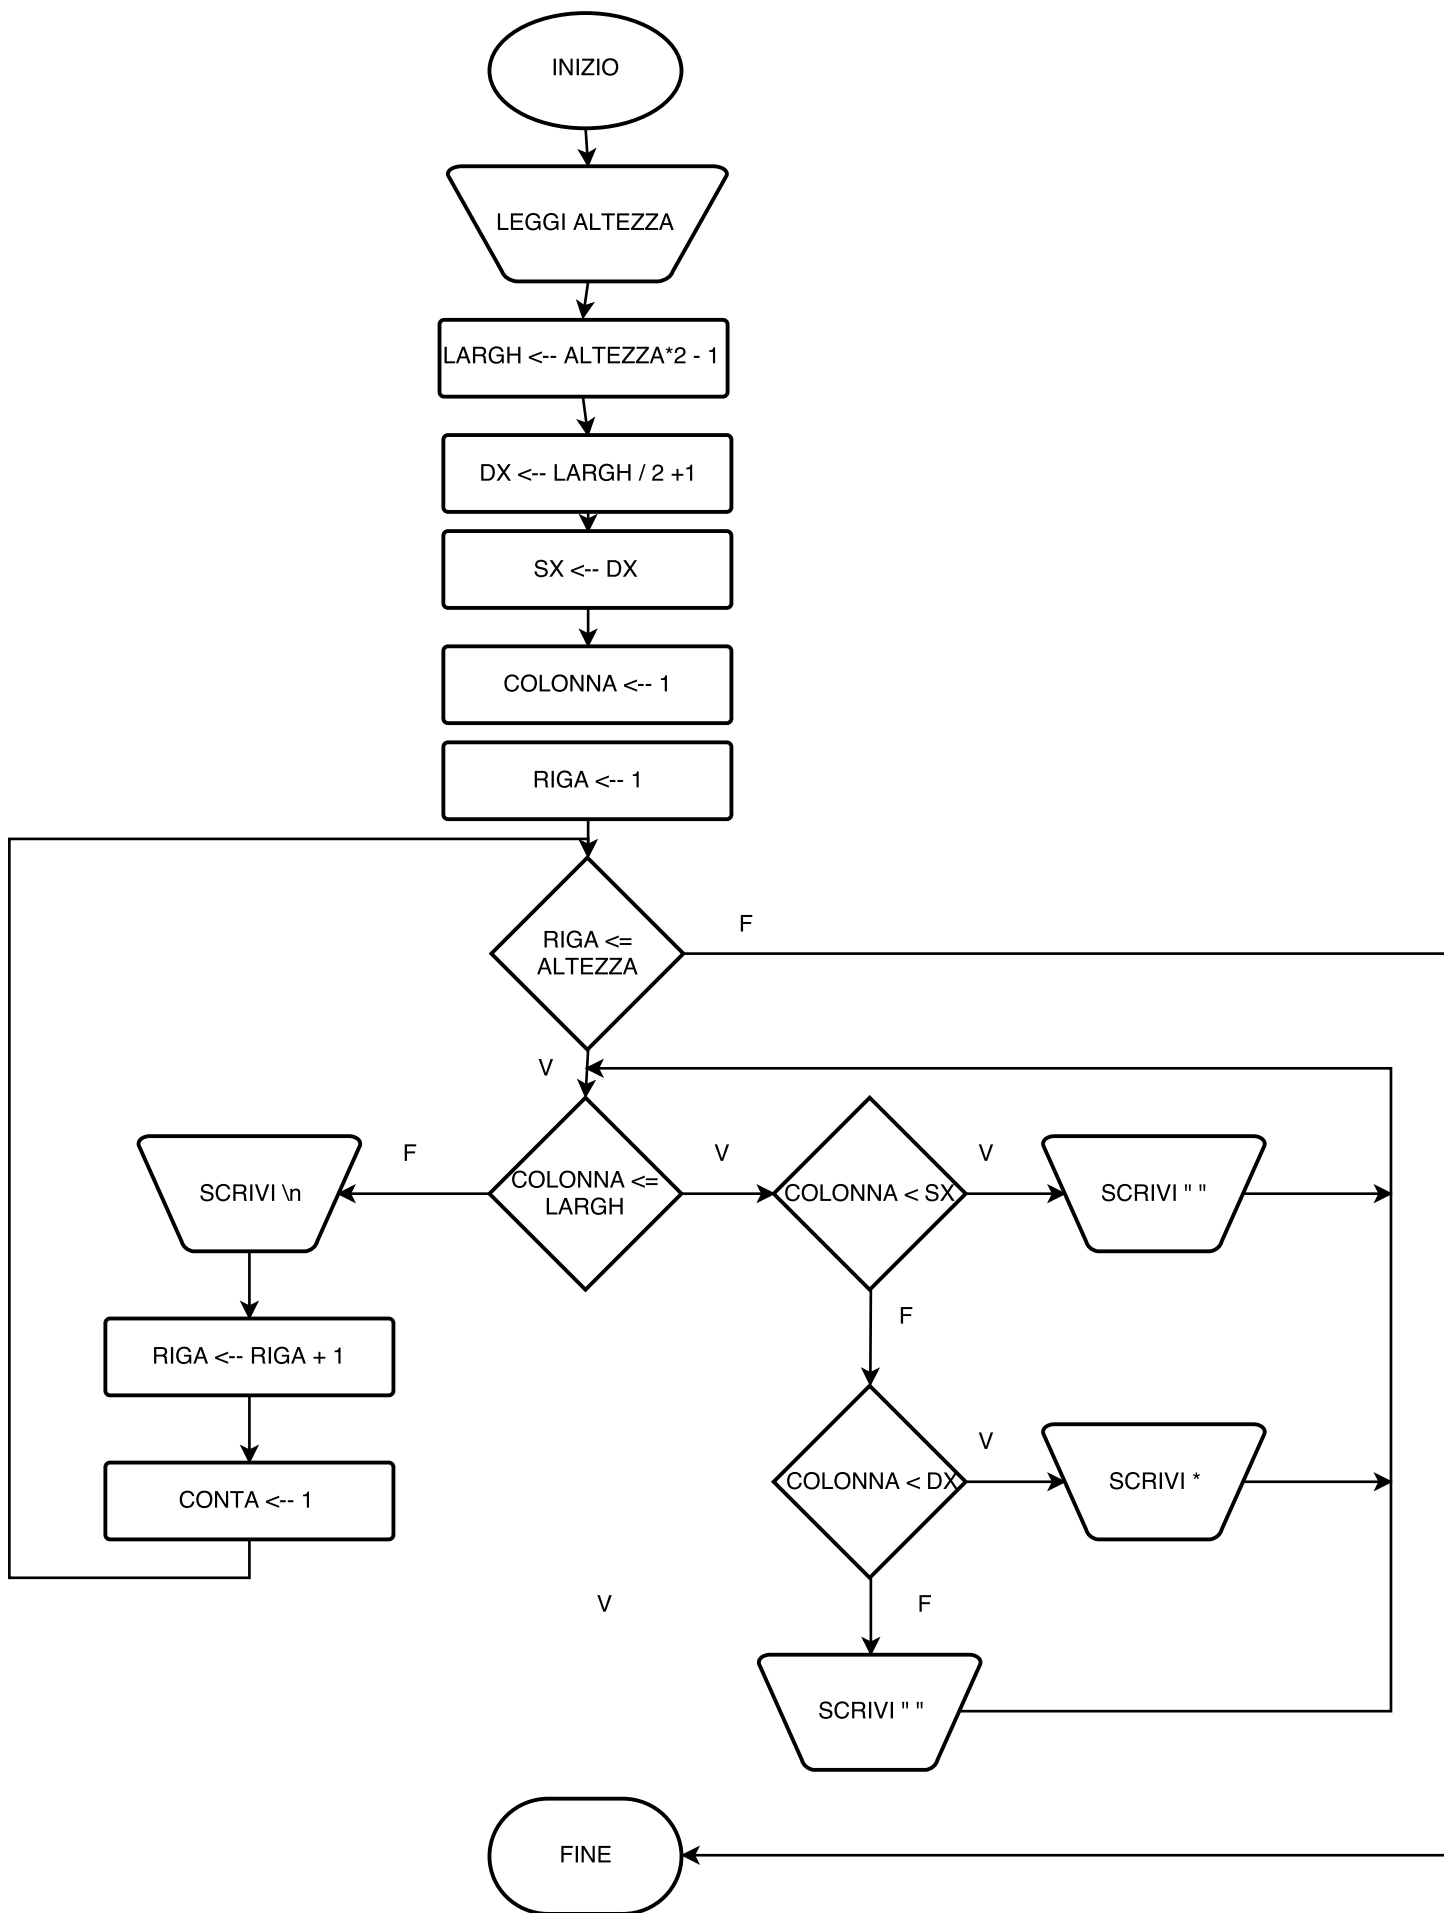 INIZIO
LEGGI ALTEZZA
LARGH <-- ALTEZZA*2 - 1
DX <-- LARGH / 2 +1
SX <-- DX
COLONNA <-- 1
RIGA <-- 1
RIGA <=
ALTEZZA
F
V
COLONNA <=
LARGH
F
V
SCRIVI \n
RIGA <-- RIGA + 1
CONTA <-- 1
COLONNA < SX
V
SCRIVI " "
F
COLONNA < DX
V
SCRIVI *
V
F
SCRIVI " "
FINE